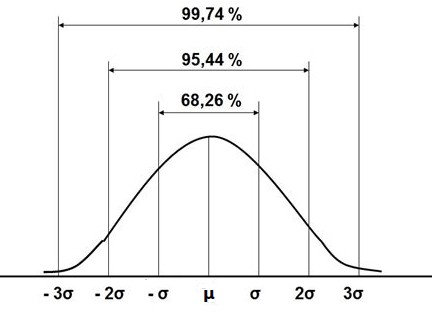 99,74 %
95,44 %
68,26 %
- 3σ - 2σ - σ μ σ 2σ 3σ